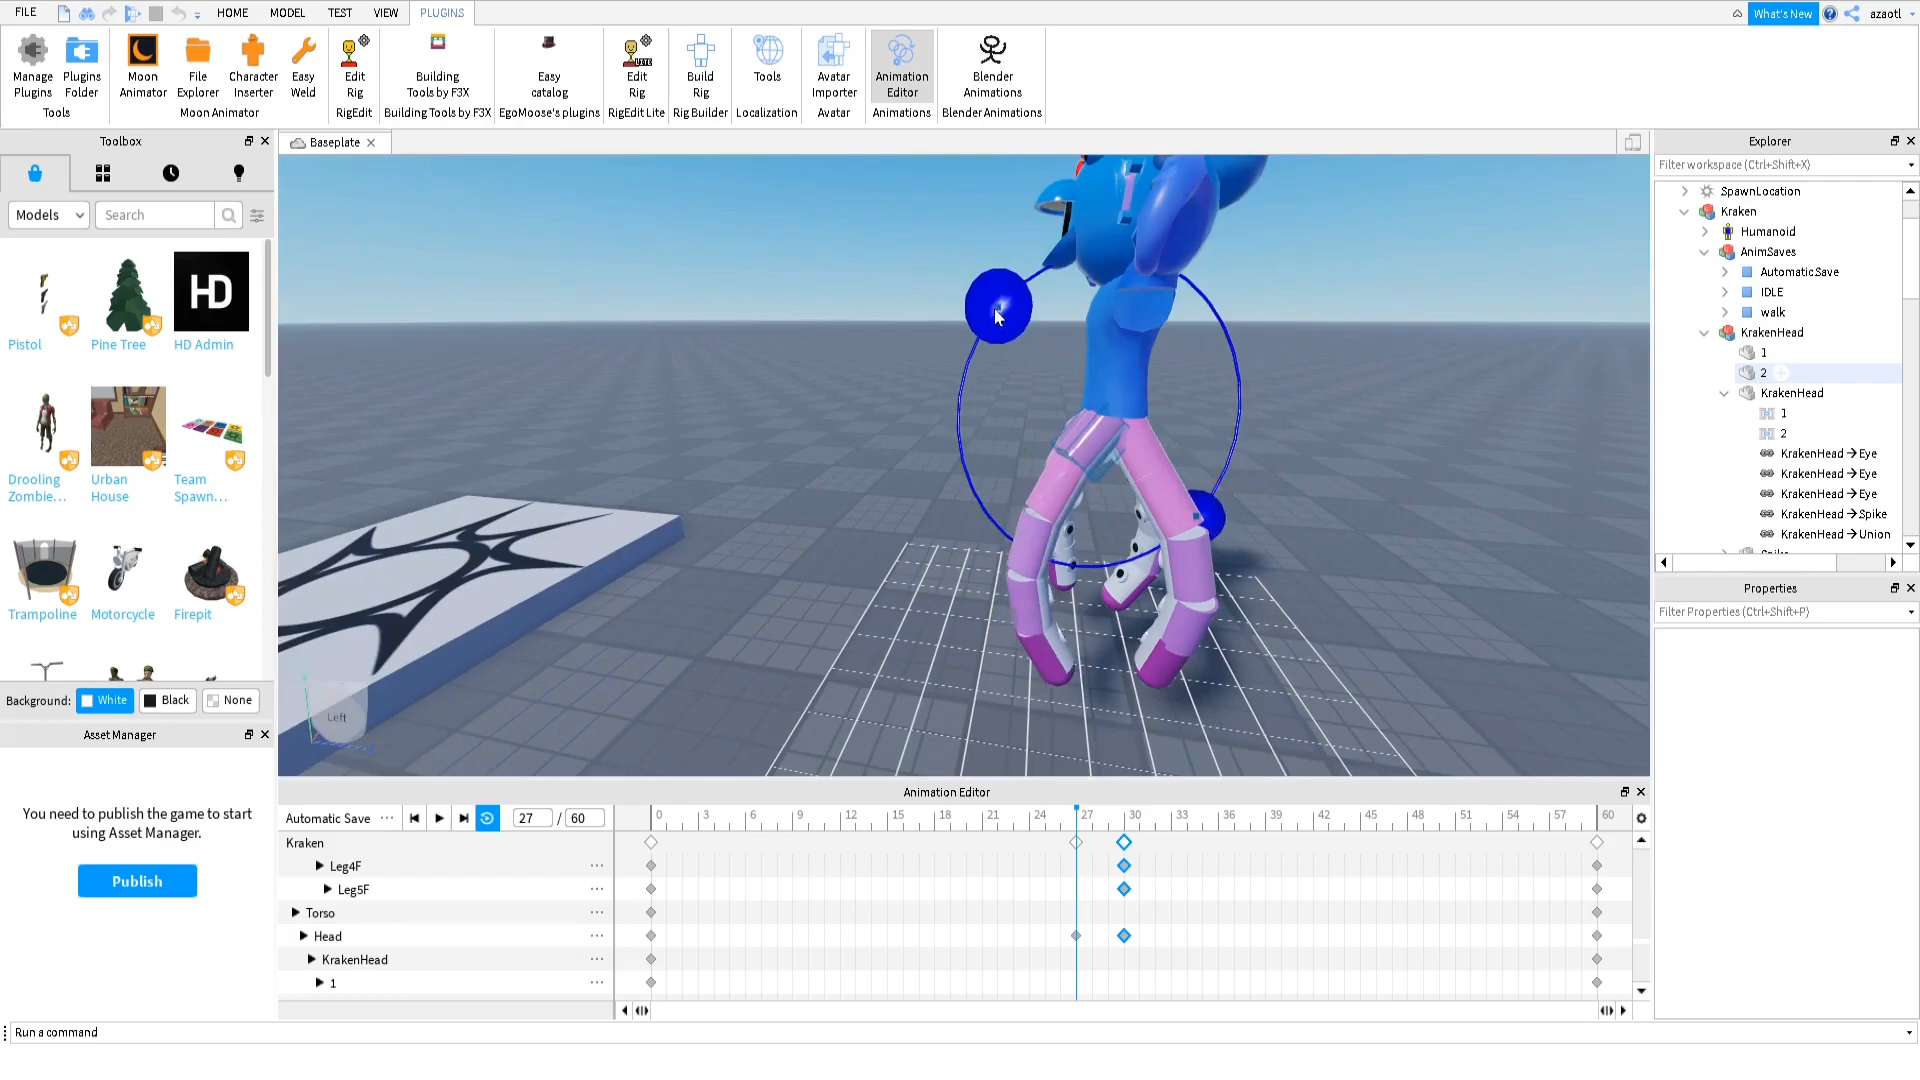 FILE HOME MODEL TEST VIEW PLUGINS What's New azaotl
Manage Plugins
Plugins Folder
Moon Animator
File Explorer
Character Inserter
Easy Weld
Edit Rig
Building Tools by F3X
Easy catalog
Edit Rig
Build Rig
Tools
Avatar Importer
Animation Editor
Blender Animations
Tools Moon Animator RigEdit Building Tools by F3X EgoMoose's plugins RigEdit Lite Rig Builder Localization Avatar Animations Blender Animations
Toolbox
Models Search
HD
Pistol Pine Tree HD Admin
Drooling Zombie...
Urban House
Team Spawn...
Trampoline Motorcycle Firepit
Background: White Black None
Asset Manager
You need to publish the game to start
using Asset Manager.
Publish
Baseplate
Left
Explorer
Filter workspace (Ctrl+Shift+X)
SpawnLocation
Kraken
Humanoid
AnimSaves
Automatic Save
IDLE
walk
KrakenHead
1
2
KrakenHead
1
2
KrakenHead→Eye
KrakenHead→Eye
KrakenHead→Eye
KrakenHead→Spike
KrakenHead→Union
Properties
Filter Properties (Ctrl+Shift+P)
Animation Editor
Automatic Save ... 27 / 60 0 3 6 9 12 15 18 21 24 27 30 33 36 39 42 45 48 51 54 57 60
Kraken
Leg4F ...
Leg5F ...
Torso ...
Head ...
KrakenHead ...
1 ...
Run a command